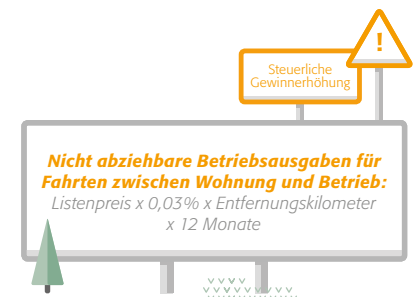 !
Steuerliche
Gewinnerhöhung
Nicht abziehbare Betriebsausgaben für
Fahrten zwischen Wohnung und Betrieb:
Listenpreis x 0,03% x Entfernungskilometer
x 12 Monate